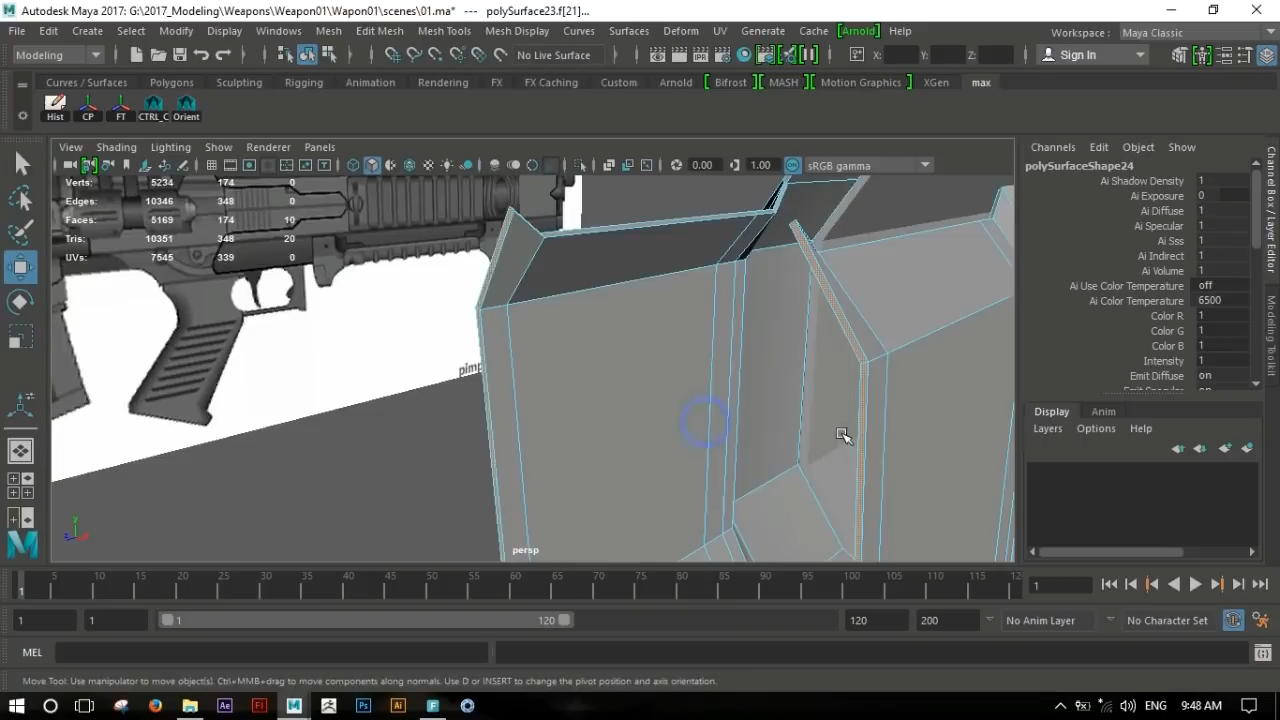 Autodesk Maya 2017: G:\2017_Modeling\Weapons\Weapon01\Wapon01\scenes\01.ma* --- polySurface23.f[21]...
File Edit Create Select Modify Display Windows Mesh Edit Mesh Mesh Tools Mesh Display Curves Surfaces Deform UV Generate Cache [Arnold] Help Workspace : Maya Classic
Modeling No Live Surface X: Y: Z: Sign In
Curves / Surfaces Polygons Sculpting Rigging Animation Rendering FX FX Caching Custom Arnold [ Bifrost ] [ MASH ] [ Motion Graphics ] XGen max
Hist CP FT CTRL_C Orient
View Shading Lighting Show Renderer Panels
0.00 1.00 sRGB gamma
Verts: 5234 174 0
Edges: 10346 348 0
Faces: 5169 174 10
Tris: 10351 348 20
UVs: 7545 339 0
pimp
persp
Channels Edit Object Show
polySurfaceShape24
Ai Shadow Density 1
Ai Exposure 0
Ai Diffuse 1
Ai Specular 1
Ai Sss 1
Ai Indirect 1
Ai Volume 1
Ai Use Color Temperature off
Ai Color Temperature 6500
Color R 1
Color G 1
Color B 1
Intensity 1
Emit Diffuse on
Emit Specular on
Channel Box / Layer Editor
Modeling Toolkit
Display Anim
Layers Options Help
5 10 15 20 25 30 35 40 45 50 55 60 65 70 75 80 85 90 95 100 105 110 115 12
1 1
1 1 1 120 120 200 No Anim Layer No Character Set
MEL
Move Tool: Use manipulator to move object(s). Ctrl+MMB+drag to move components along normals. Use D or INSERT to change the pivot position and axis orientation.
ENG 9:48 AM